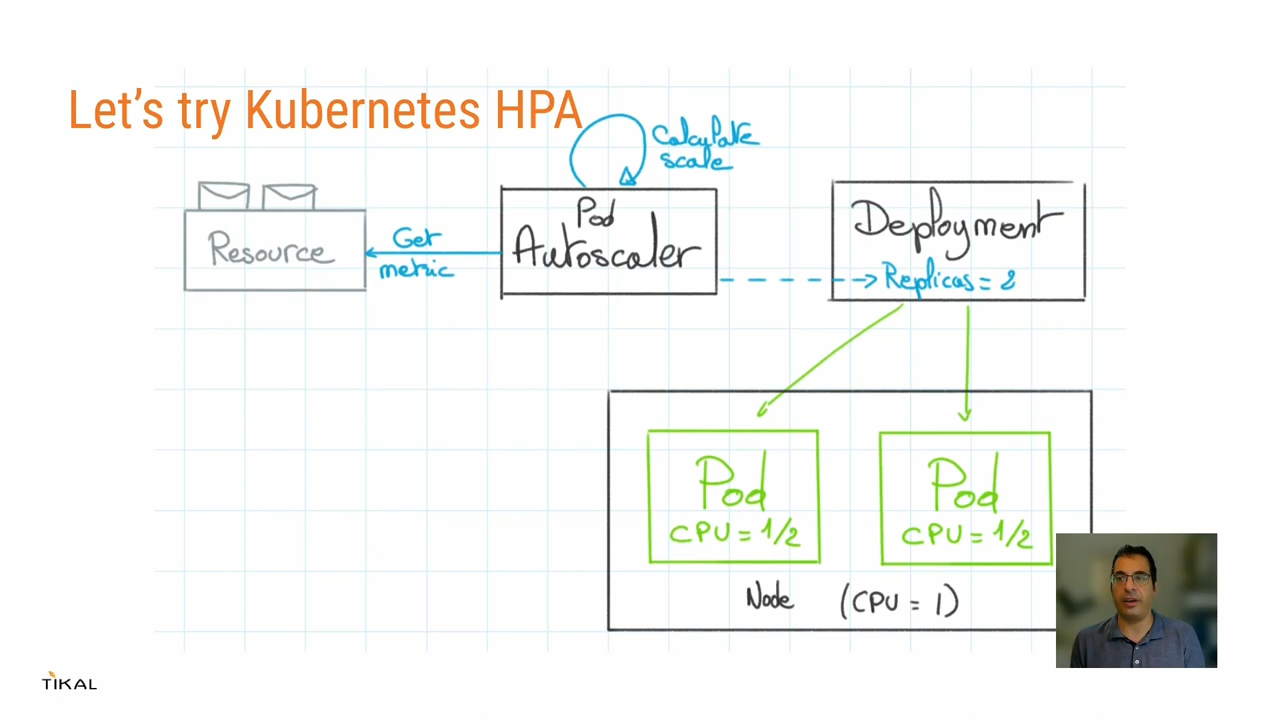 Let's try Kubernetes HPA
Calculate
scale
Resource
Get
metric
Pod
Autoscaler
Deployment
Replicas = 2
Pod
CPU = 1/2
Pod
CPU = 1/2
Node (CPU = 1)
TIKAL